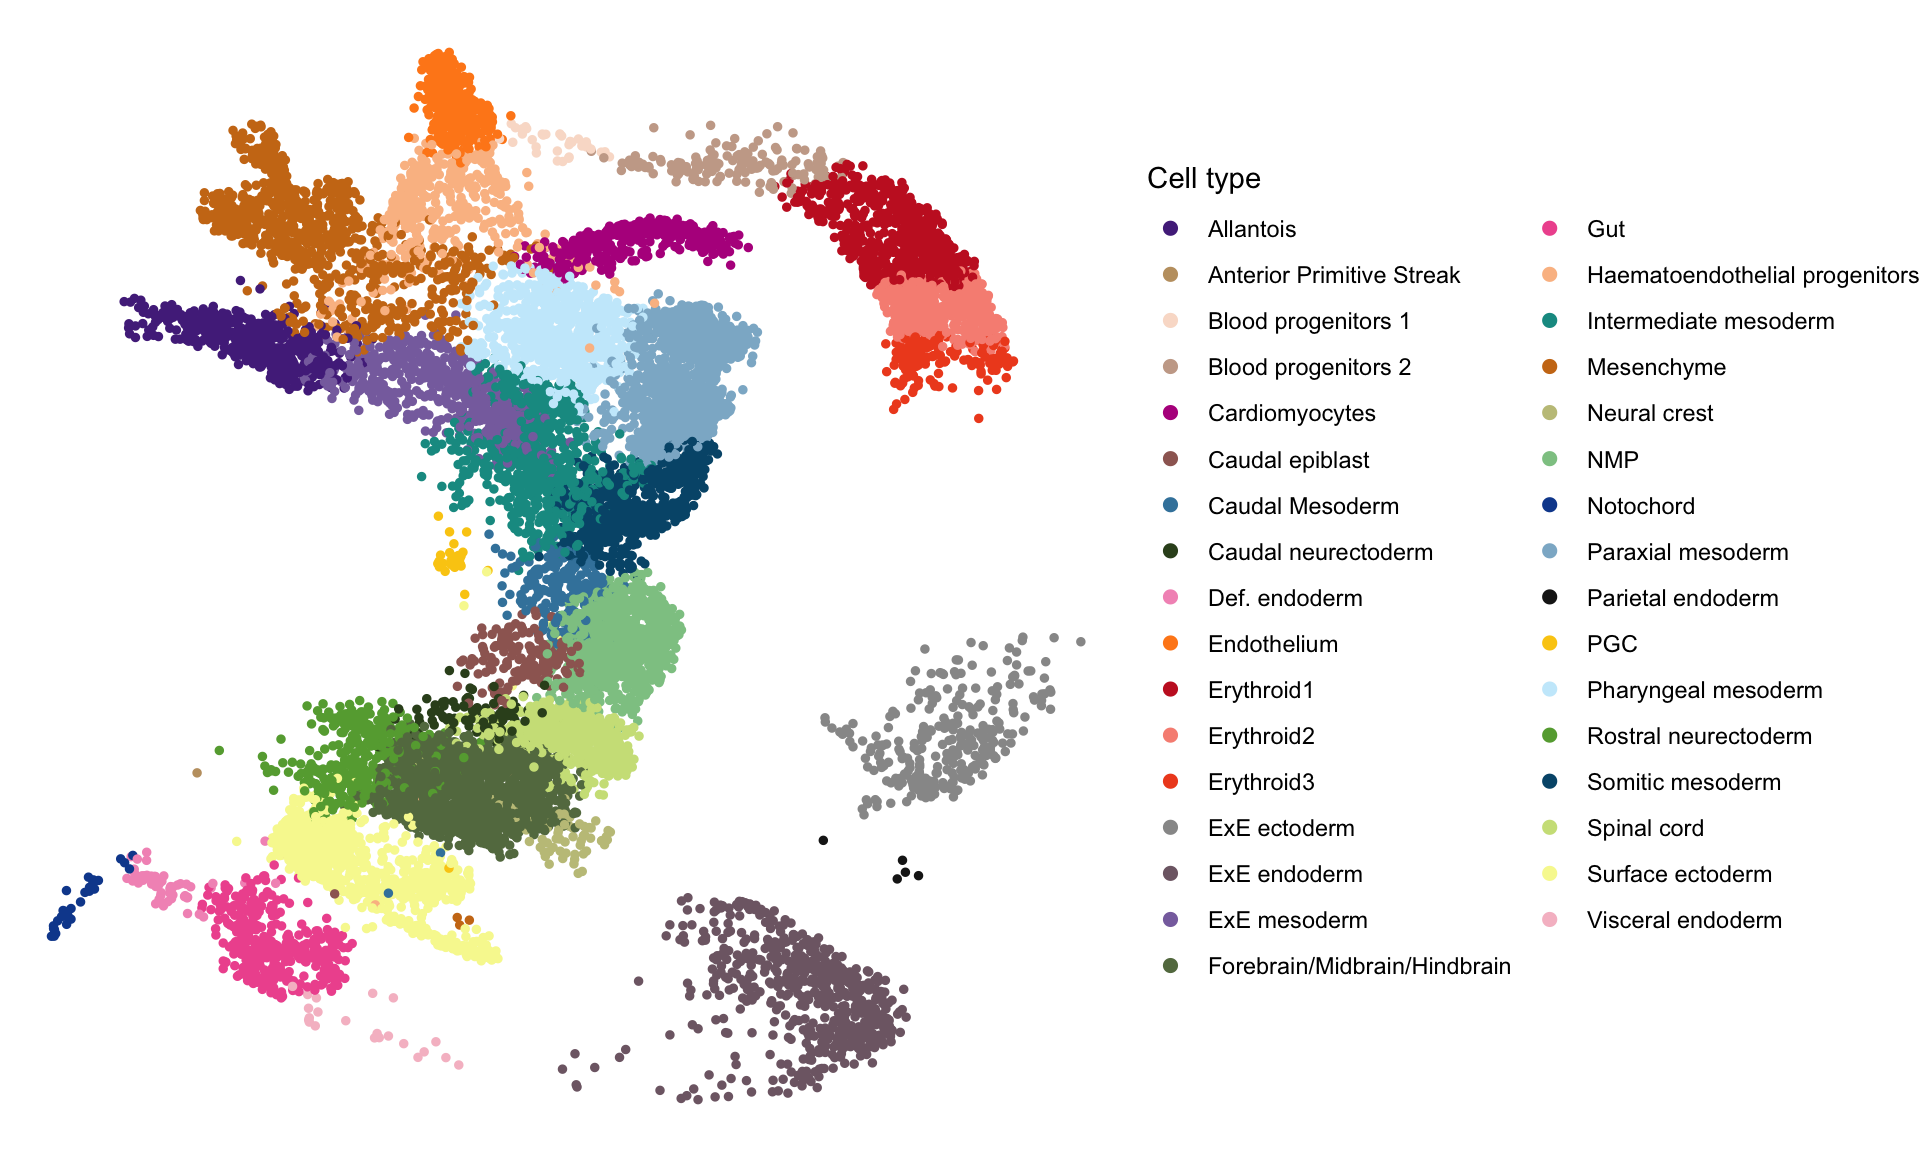 Cell type
Allantois
Anterior Primitive Streak
Blood progenitors 1
Blood progenitors 2
Cardiomyocytes
Caudal epiblast
Caudal Mesoderm
Caudal neurectoderm
Def. endoderm
Endothelium
Erythroid1
Erythroid2
Erythroid3
ExE ectoderm
ExE endoderm
ExE mesoderm
Forebrain/Midbrain/Hindbrain
Gut
Haematoendothelial progenitors
Intermediate mesoderm
Mesenchyme
Neural crest
NMP
Notochord
Paraxial mesoderm
Parietal endoderm
PGC
Pharyngeal mesoderm
Rostral neurectoderm
Somitic mesoderm
Spinal cord
Surface ectoderm
Visceral endoderm